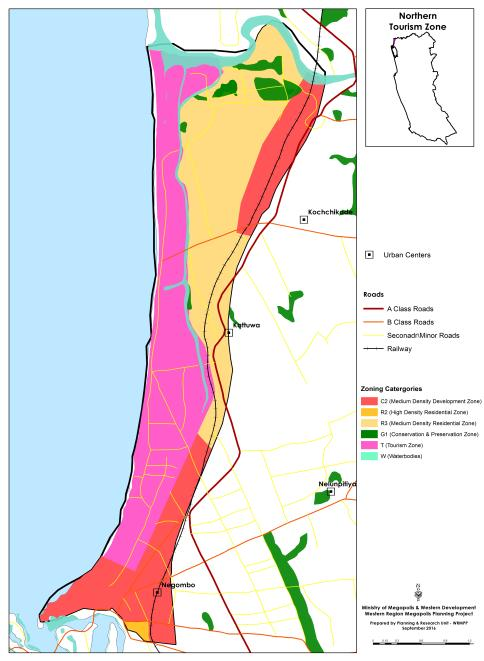 Northern
Tourism Zone
Kochchikade
Urban Centers
Roads
A Class Roads
B Class Roads
Seconadr\Minor Roads
Railway
Kattuwa
Zoning Catergories
C2 (Medium Density Development Zone)
R2 (High Density Residential Zone)
R3 (Medium Density Residential Zone)
G1 (Conservation & Preservation Zone)
T (Tourism Zone)
W (Waterbodies)
Negombo
Ministry of Megapolis & Western Development
Western Region Megapolis Planning Project
Prepared by Planning & Research Unit - WRMPP
September 2016